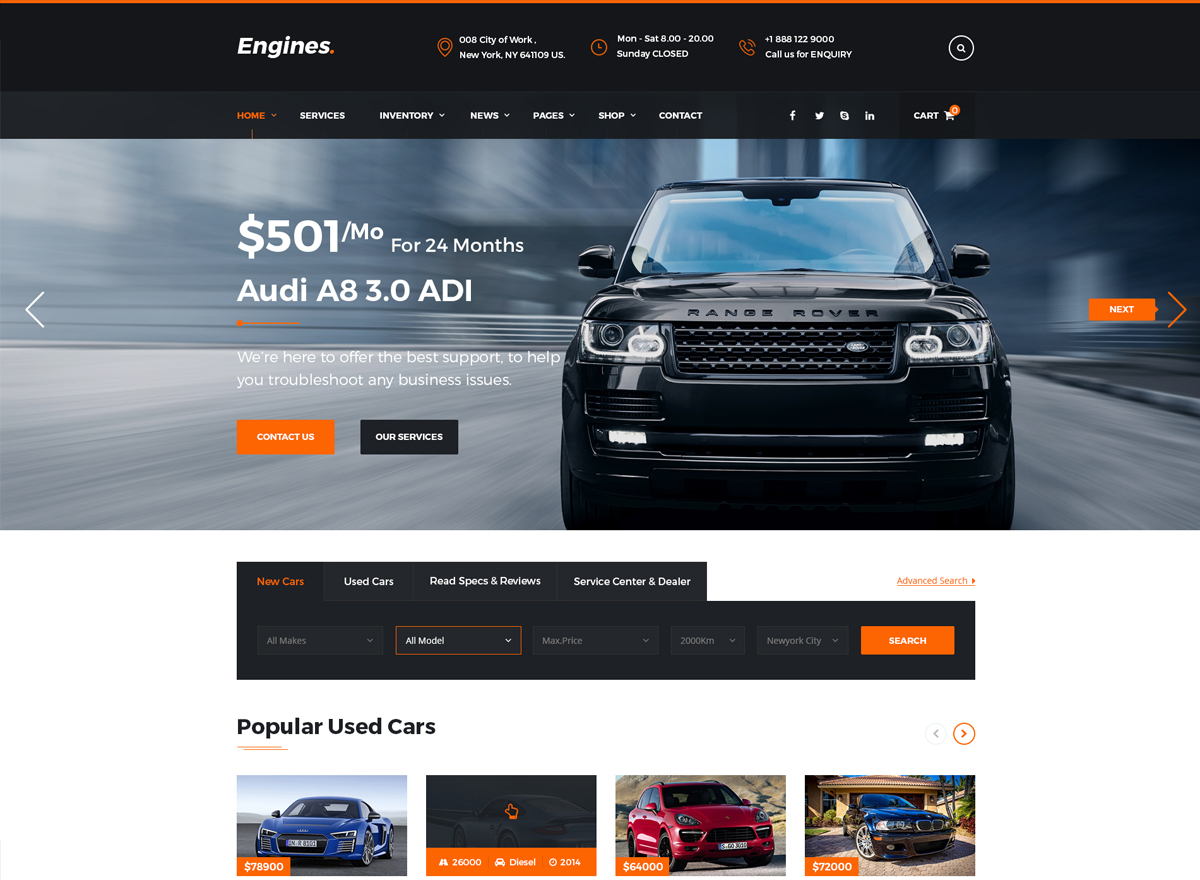 Engines.
008 City of Work ,
New York, NY 641109 US.
Mon - Sat 8.00 - 20.00
Sunday CLOSED
+1 888 122 9000
Call us for ENQUIRY
HOME SERVICES INVENTORY NEWS PAGES SHOP CONTACT CART 0
$501/Mo For 24 Months
Audi A8 3.0 ADI
We're here to offer the best support, to help
you troubleshoot any business issues.
CONTACT US OUR SERVICES
RANGE ROVER
NEXT
New Cars Used Cars Read Specs & Reviews Service Center & Dealer Advanced Search
All Makes All Model Max.Price 2000Km Newyork City SEARCH
Popular Used Cars
$78900
26000 Diesel 2014
$64000
$72000